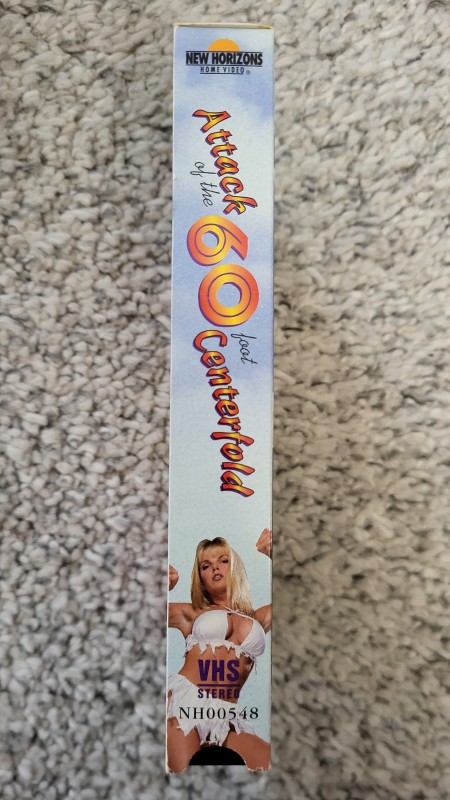 NEW HORIZONS
HOME VIDEO®
Attack
of the
60
foot
Centerfold
VHS
STEREO
NH00548